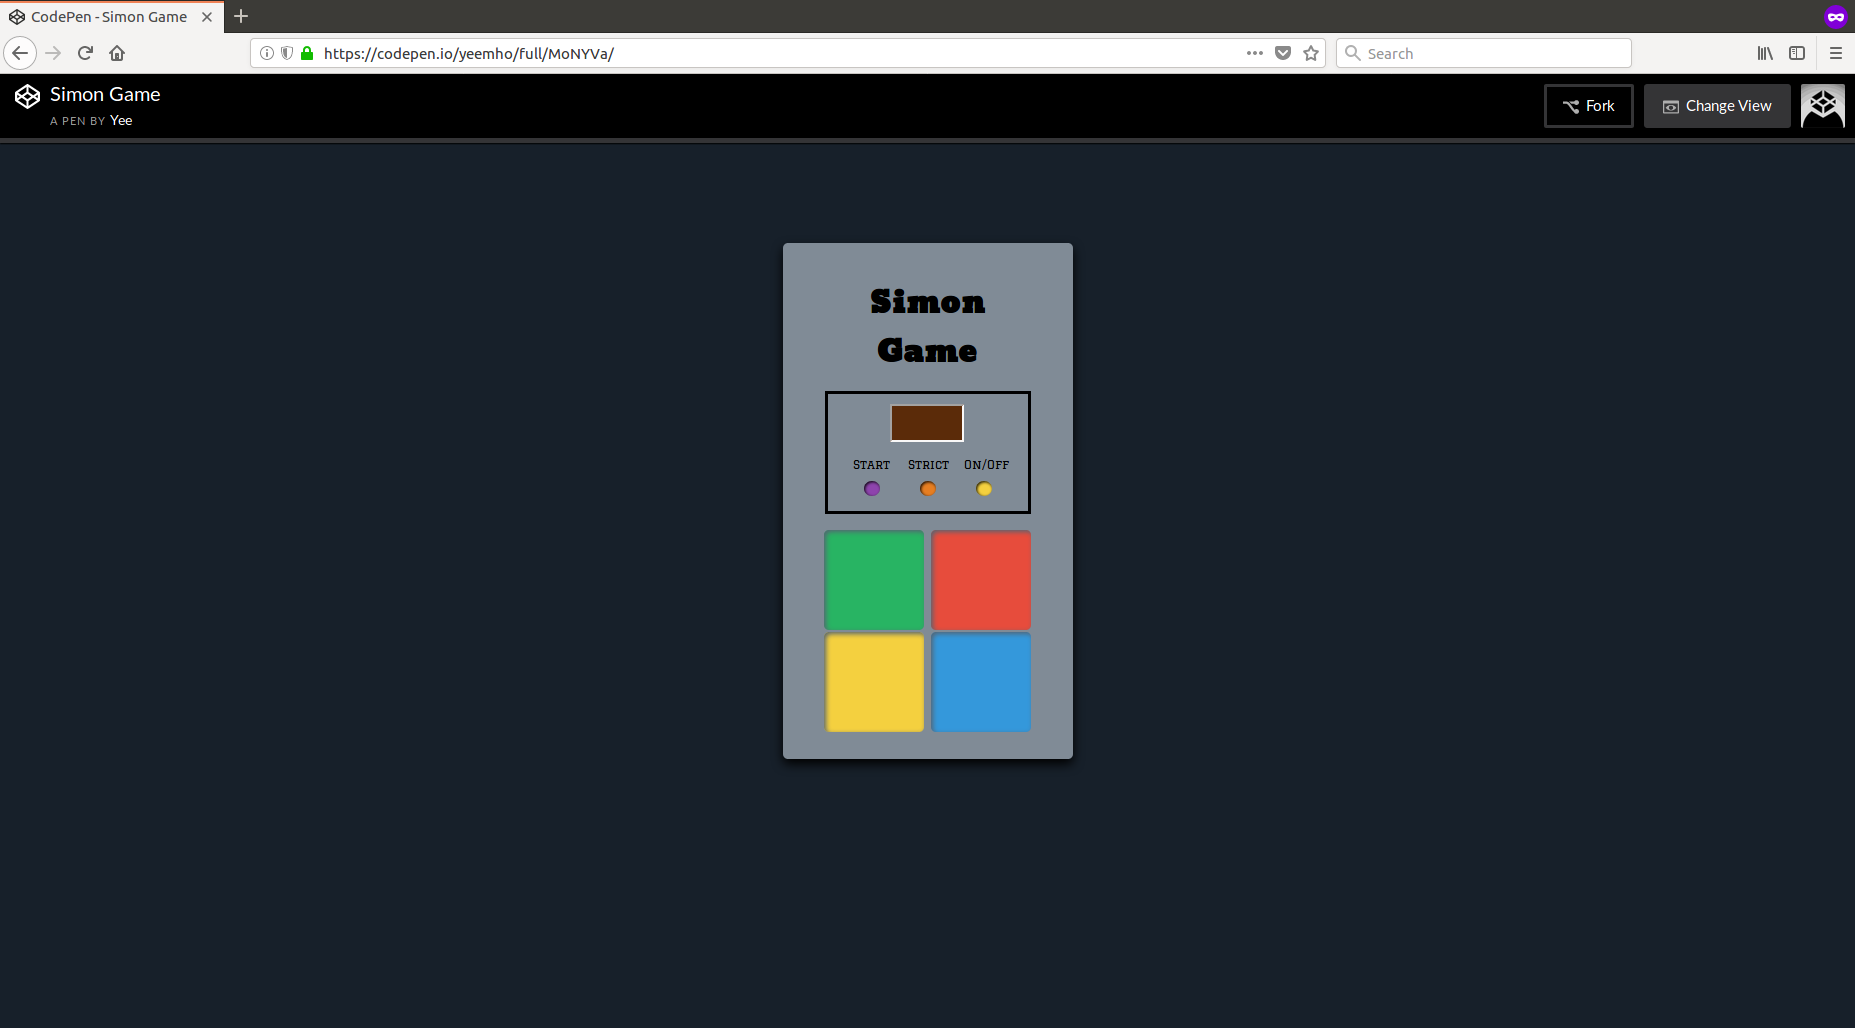 CodePen - Simon Game
https://codepen.io/yeemho/full/MoNYVa/
Search
Simon Game
A PEN BY Yee
Fork
Change View
Simon
Game
START STRICT ON/OFF